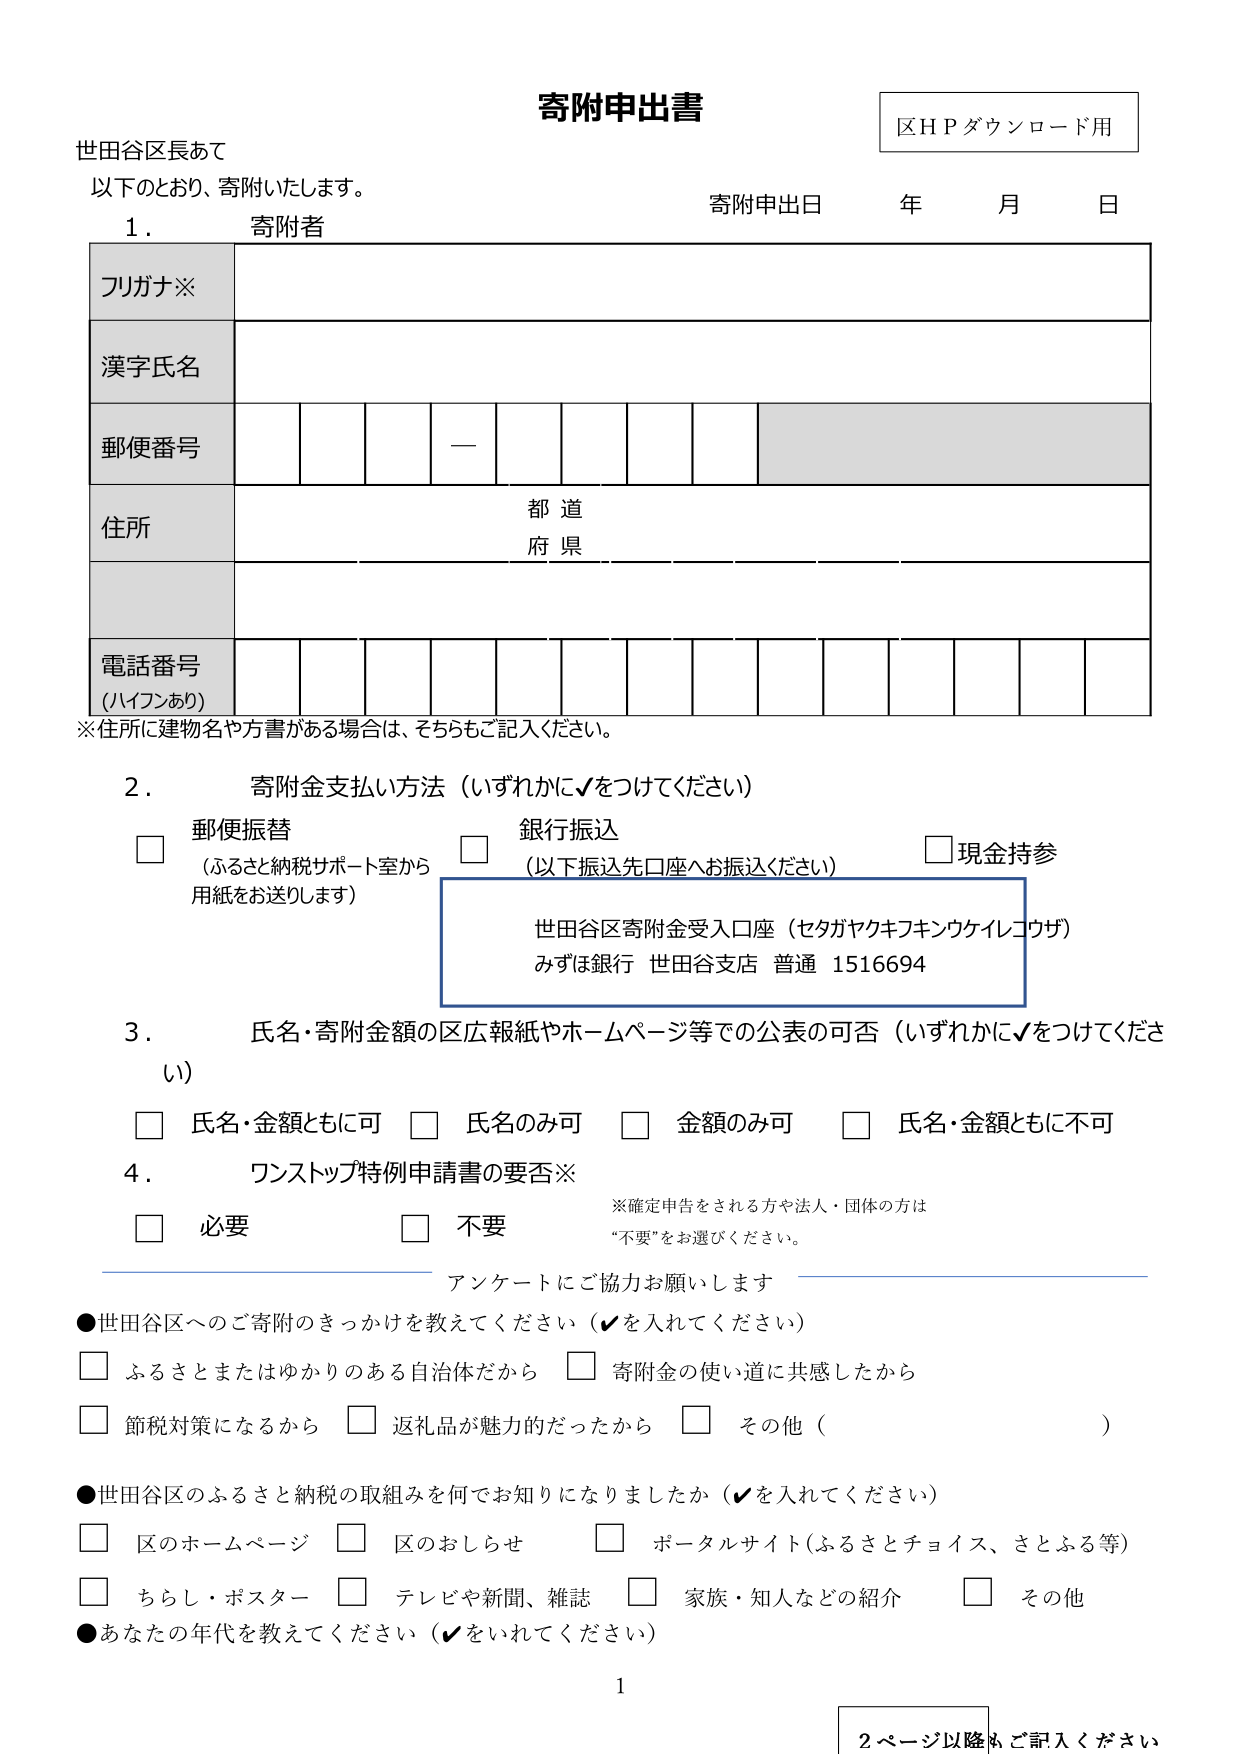 寄附申出書
区HPダウンロード用
世田谷区長あて
以下のとおり、寄附いたします。
寄附申出日 年 月 日
1. 寄附者
フリガナ※
漢字氏名
郵便番号 ―
住所 都 道
府 県
電話番号
(ハイフンあり)
※住所に建物名や方書がある場合は、そちらもご記入ください。
2. 寄附金支払い方法（いずれかに✓をつけてください）
□ 郵便振替
（ふるさと納税サポート室から
用紙をお送りします）
□ 銀行振込
（以下振込先口座へお振込ください）
□現金持参
世田谷区寄附金受入口座（セタガヤクキフキンウケイレコウザ）
みずほ銀行 世田谷支店 普通 1516694
3. 氏名・寄附金額の区広報紙やホームページ等での公表の可否（いずれかに✓をつけてくださ
い）
□ 氏名・金額ともに可 □ 氏名のみ可 □ 金額のみ可 □ 氏名・金額ともに不可
4. ワンストップ特例申請書の要否※
□ 必要 □ 不要
※確定申告をされる方や法人・団体の方は
“不要”をお選びください。
アンケートにご協力お願いします
●世田谷区へのご寄附のきっかけを教えてください（✔を入れてください）
□ ふるさとまたはゆかりのある自治体だから □ 寄附金の使い道に共感したから
□ 節税対策になるから □ 返礼品が魅力的だったから □ その他（ ）
●世田谷区のふるさと納税の取組みを何でお知りになりましたか（✔を入れてください）
□ 区のホームページ □ 区のおしらせ □ ポータルサイト(ふるさとチョイス、さとふる等)
□ ちらし・ポスター □ テレビや新聞、雑誌 □ 家族・知人などの紹介 □ その他
●あなたの年代を教えてください（✔をいれてください）
1
2ページ以降もご記入ください